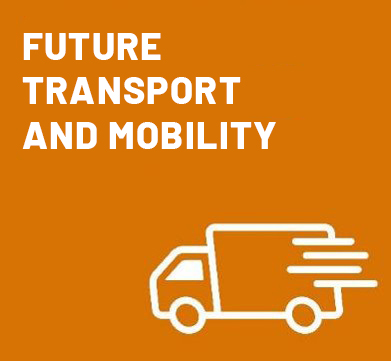 FUTURE
TRANSPORT
AND MOBILITY